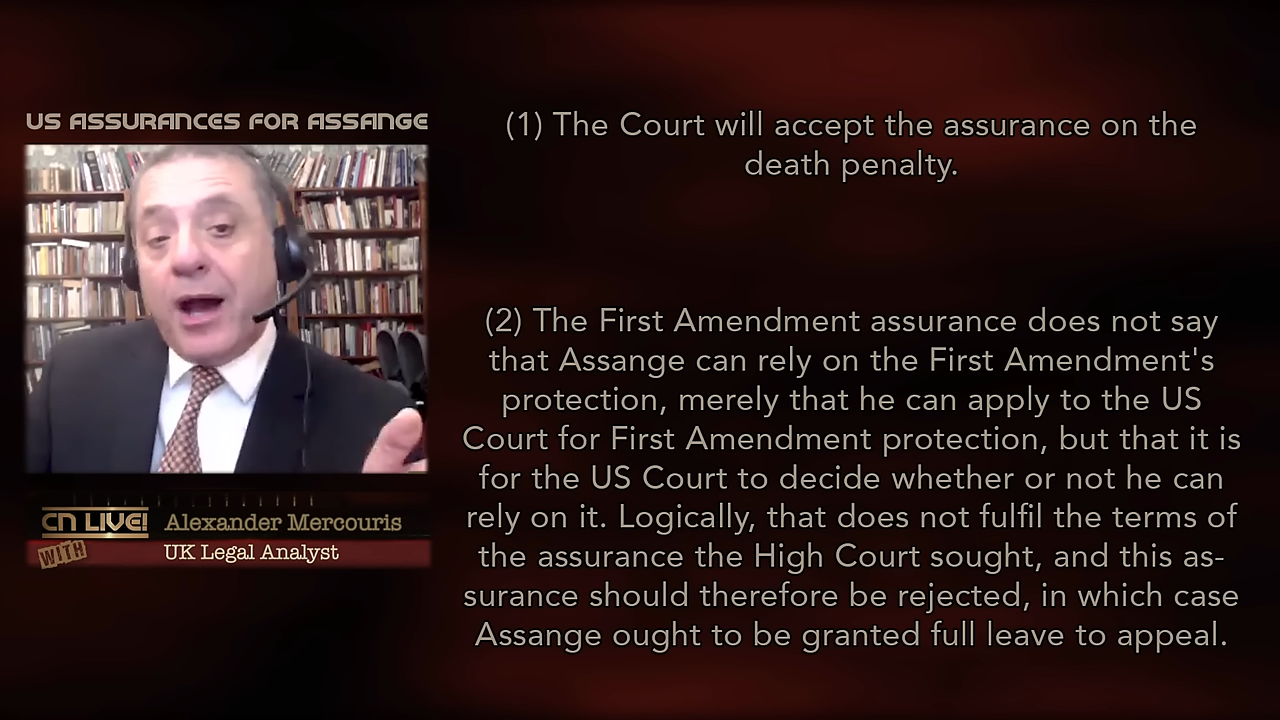 US ASSURANCES FOR ASSANGE
(1) The Court will accept the assurance on the
death penalty.
(2) The First Amendment assurance does not say
that Assange can rely on the First Amendment's
protection, merely that he can apply to the US
Court for First Amendment protection, but that it is
for the US Court to decide whether or not he can
rely on it. Logically, that does not fulfil the terms of
the assurance the High Court sought, and this as-
surance should therefore be rejected, in which case
Assange ought to be granted full leave to appeal.
CN LIVE!
Alexander Mercouris
WITH
UK Legal Analyst